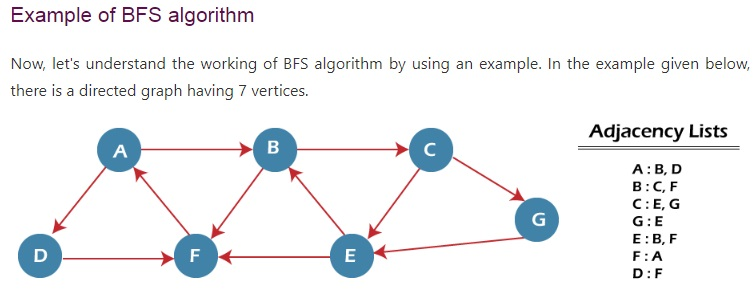 Example of BFS algorithm
Now, let's understand the working of BFS algorithm by using an example. In the example given below,
there is a directed graph having 7 vertices.
Adjacency Lists
A B C
A : B, D
B : C, F
C : E, G
G
G : E
E : B, F
D F E
F : A
D : F